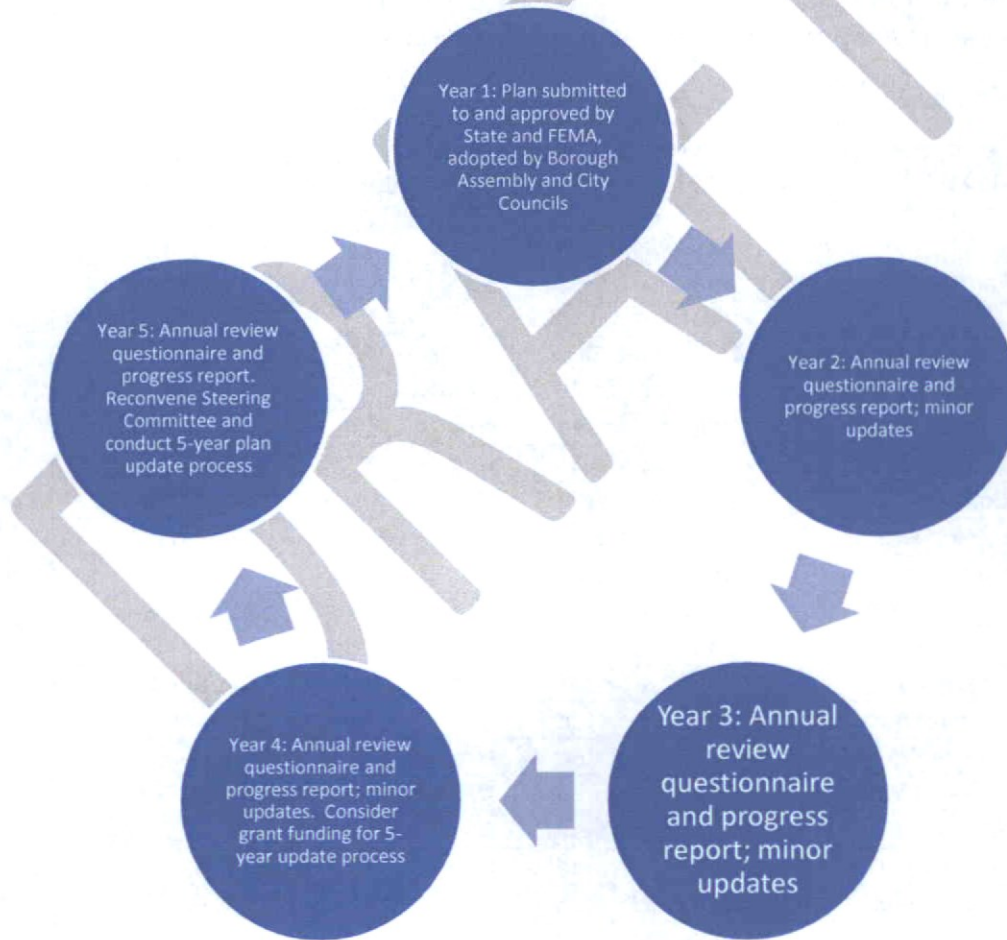 Year 1: Plan submitted
to and approved by
State and FEMA,
adopted by Borough
Assembly and City
Councils
Year 2: Annual review
questionnaire and
progress report; minor
updates
Year 3: Annual
review
questionnaire
and progress
report; minor
updates
Year 4: Annual review
questionnaire and
progress report; minor
updates. Consider
grant funding for 5-
year update process
Year 5: Annual review
questionnaire and
progress report.
Reconvene Steering
Committee and
conduct 5-year plan
update process
DRAFT